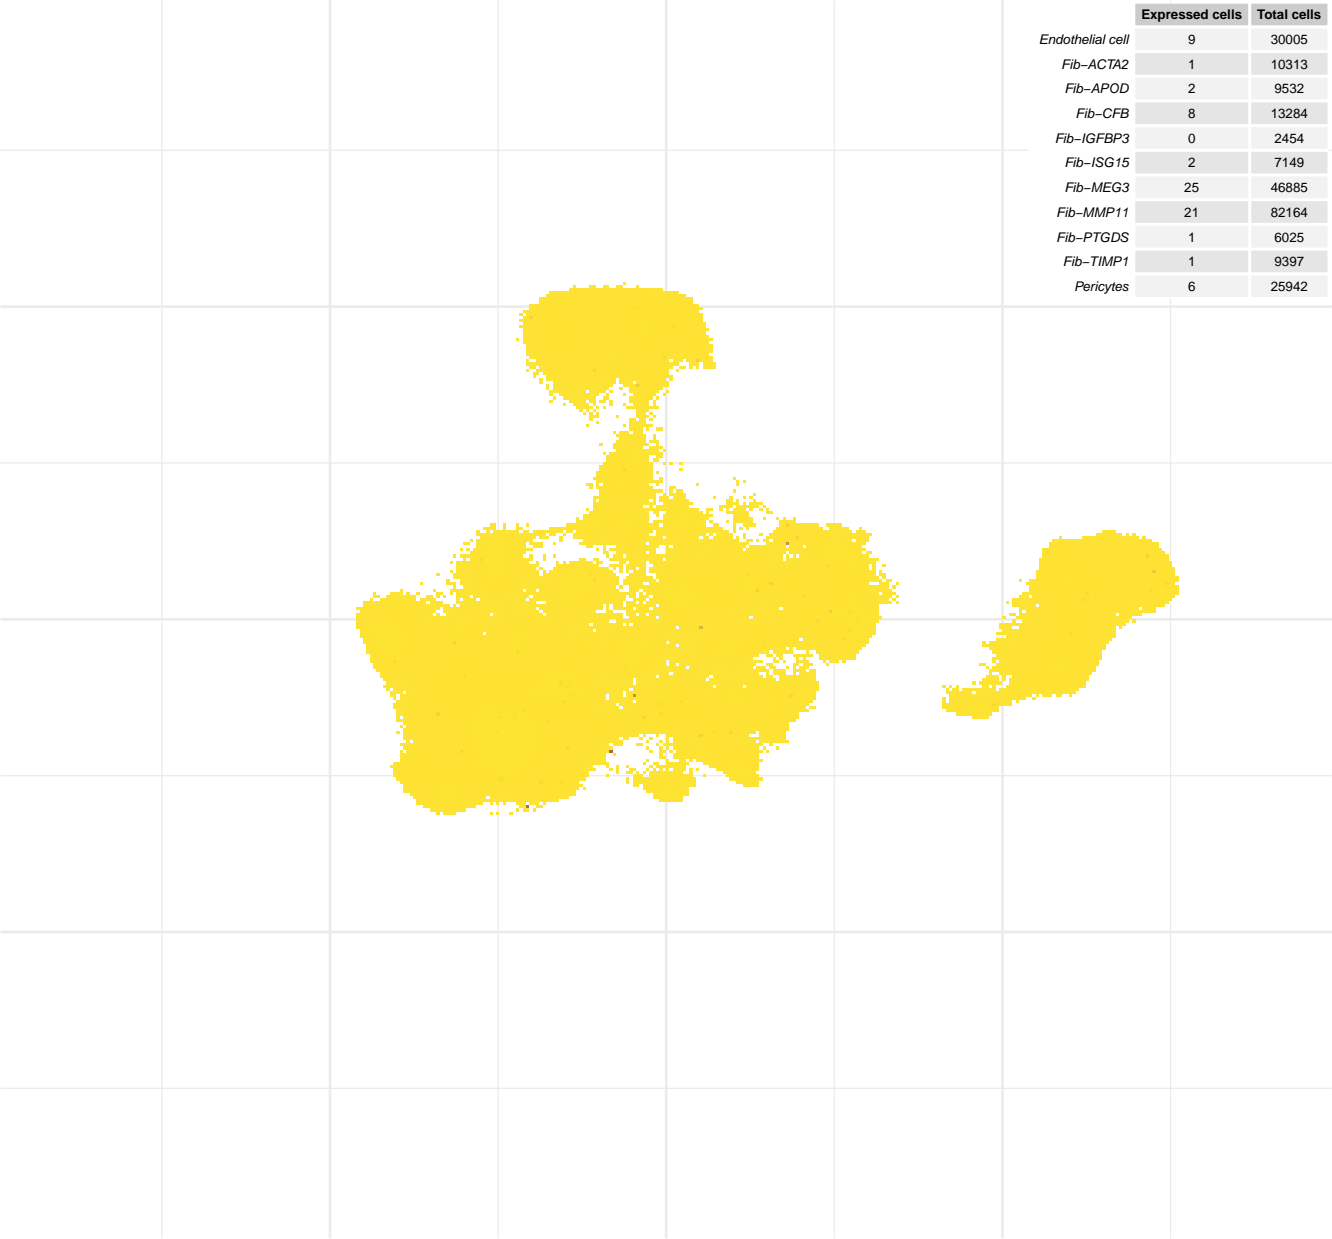 Expressed cells Total cells
Endothelial cell 9 30005
Fib−ACTA2 1 10313
Fib−APOD 2 9532
Fib−CFB 8 13284
Fib−IGFBP3 0 2454
Fib−ISG15 2 7149
Fib−MEG3 25 46885
Fib−MMP11 21 82164
Fib−PTGDS 1 6025
Fib−TIMP1 1 9397
Pericytes 6 25942